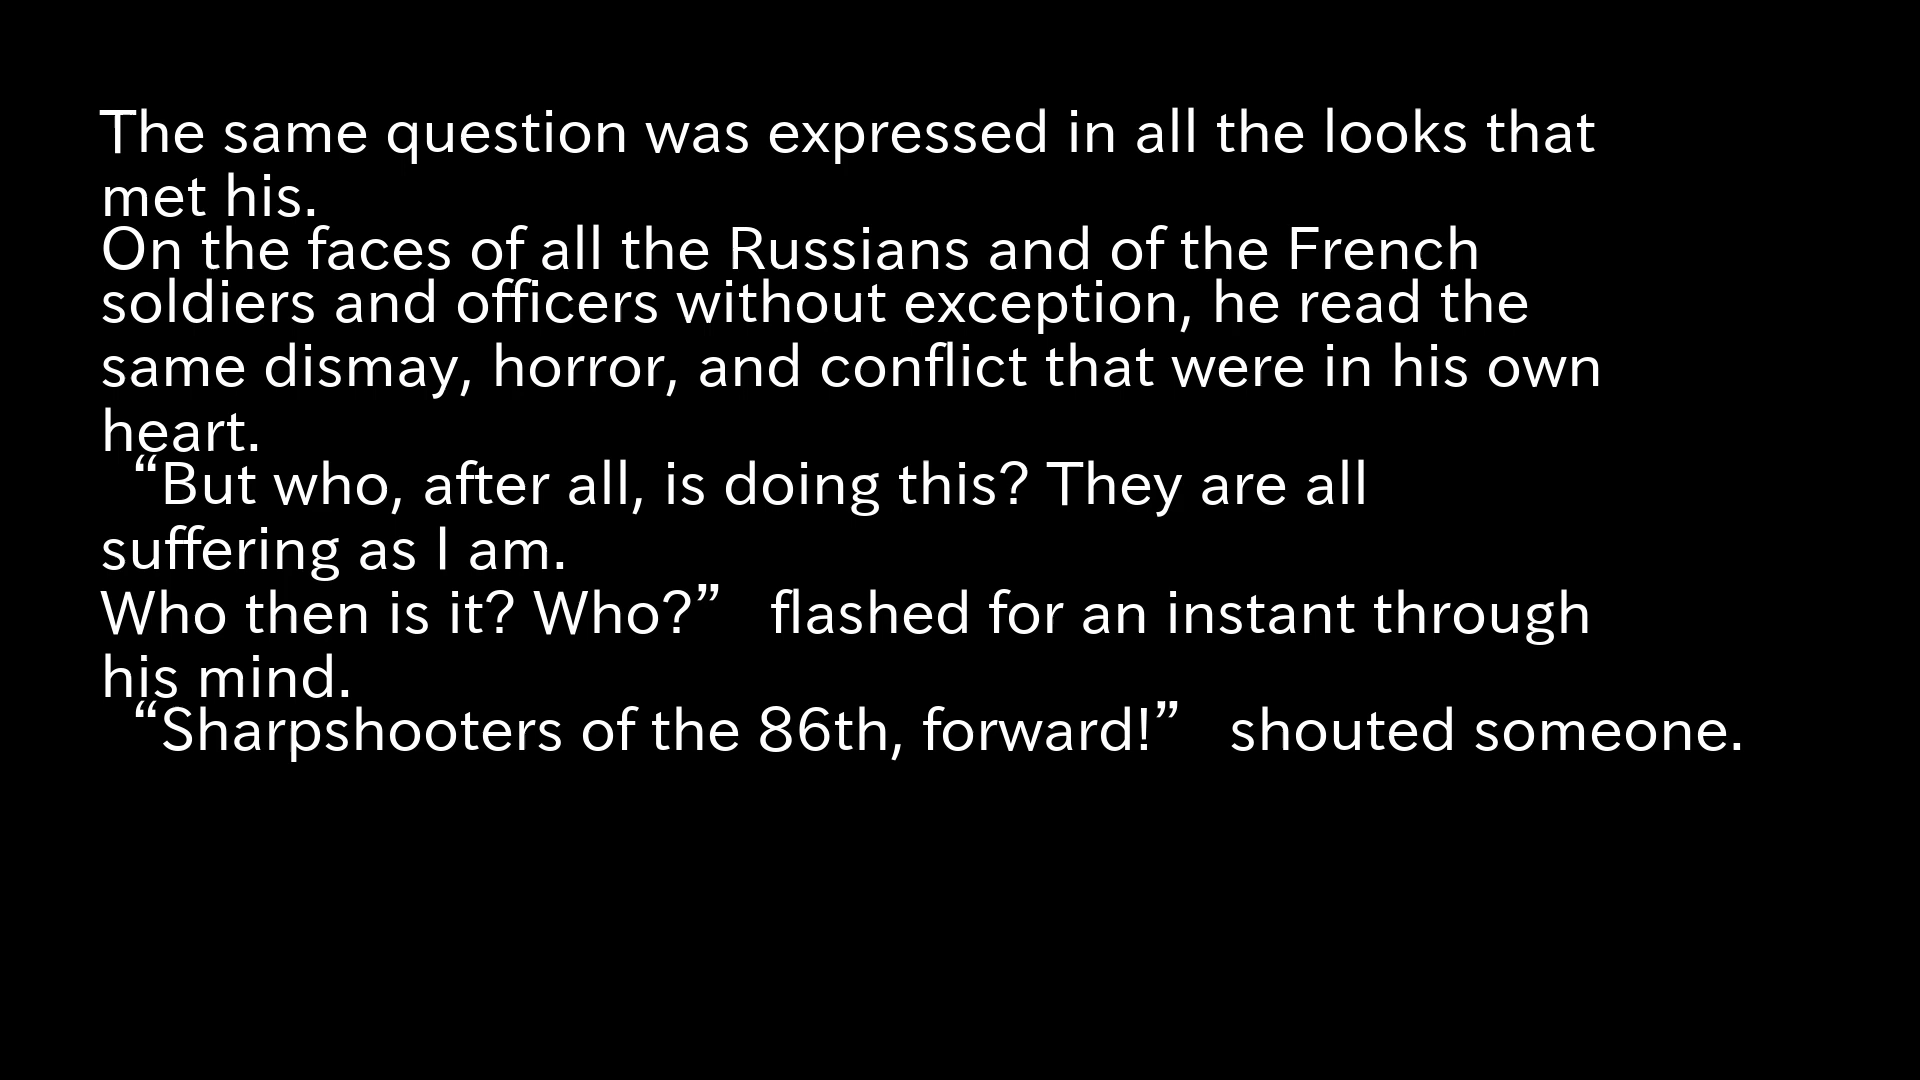 The same question was expressed in all the looks that
met his.
On the faces of all the Russians and of the French
soldiers and officers without exception, he read the
same dismay, horror, and conflict that were in his own
heart.
“But who, after all, is doing this? They are all
suffering as I am.
Who then is it? Who?” flashed for an instant through
his mind.
“Sharpshooters of the 86th, forward!” shouted someone.